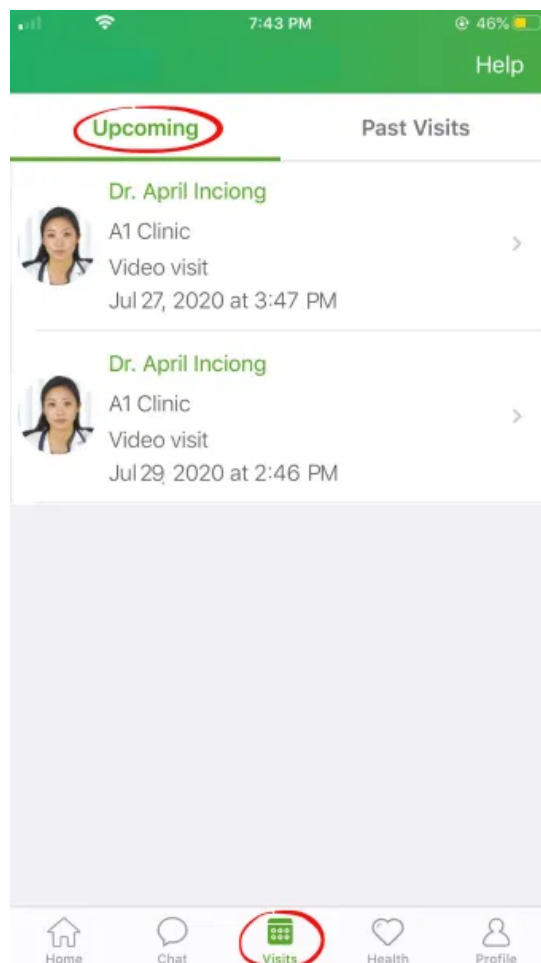 7:43 PM
46%
Help
Upcoming
Past Visits
Dr. April Inciong
A1 Clinic
Video visit
Jul 27, 2020 at 3:47 PM
Dr. April Inciong
A1 Clinic
Video visit
Jul 29, 2020 at 2:46 PM
Home
Chat
Visits
Health
Profile